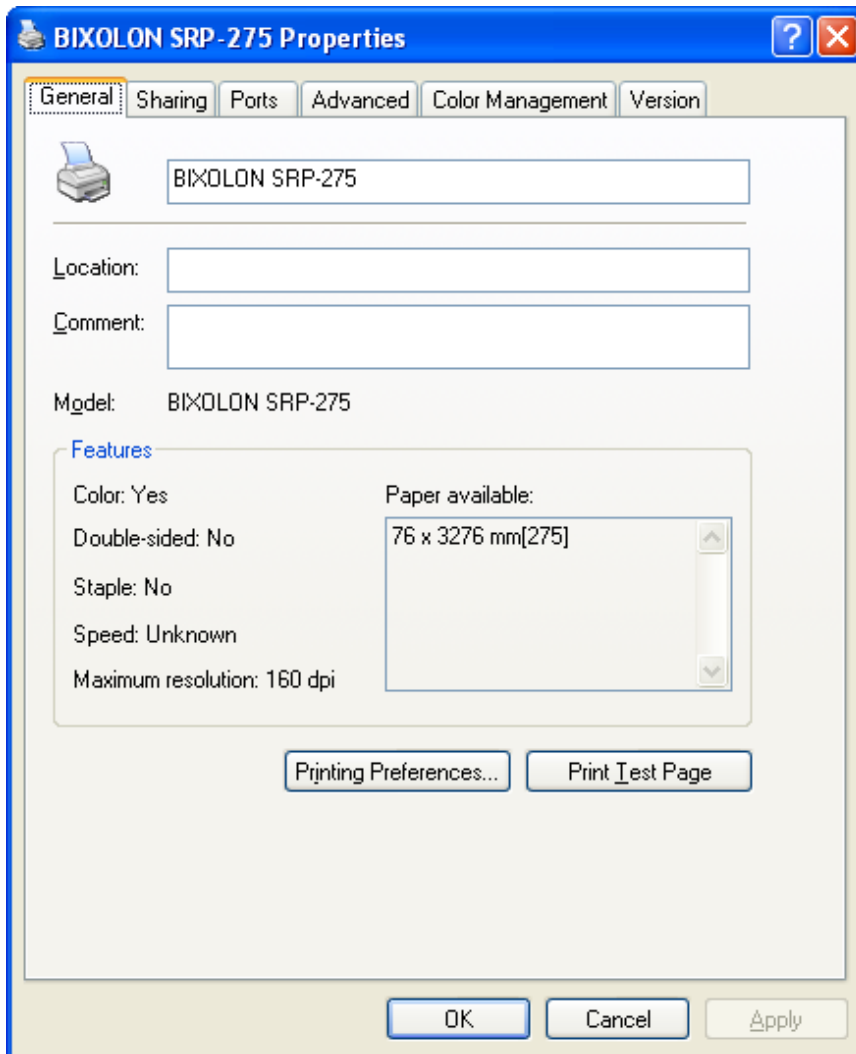 BIXOLON SRP-275 Properties
General Sharing Ports Advanced Color Management Version
BIXOLON SRP-275
Location:
Comment:
Model: BIXOLON SRP-275
Features
Color: Yes Paper available:
Double-sided: No 76 x 3276 mm[275]
Staple: No
Speed: Unknown
Maximum resolution: 160 dpi
Printing Preferences... Print Test Page
OK Cancel Apply